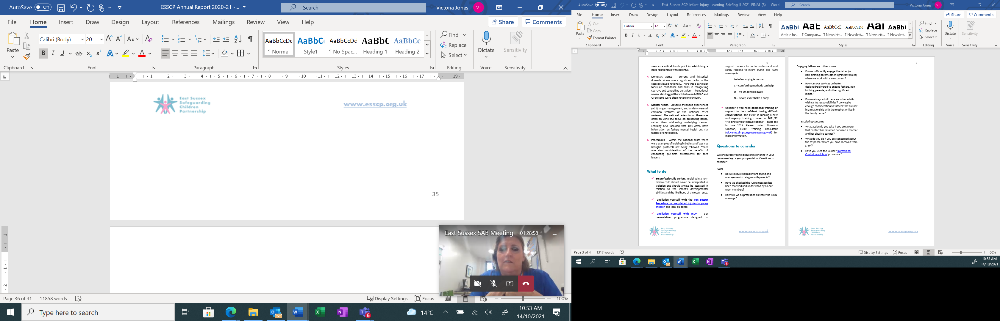 AutoSave Off
ESSCP Annual Report 2020-21 -...
Search
Victoria Jones VJ
File Home Insert Draw Design Layout References Mailings Review View Help
Share Comments
Paste
Clipboard
Calibri (Body) 20
Font
Paragraph
AaBbCcDc AaBbC AaBbCcDc AaBbC AaBbCc
¶ Normal Style1 ¶ No Spac... Heading 1 Heading 2
Styles
Find
Replace
Select
Editing
Dictate
Voice
Sensitivity
Sensitivity
East Sussex
Safeguarding
Children
Partnership
www.esscp.org.uk
35
East Sussex SAB Meeting 01:28:58
Page 36 of 41 11858 words
Display Settings Focus
100%
Type here to search
14°C
10:53 AM
14/10/2021
AutoSave Off
East-Sussex-SCP-Infant-Injury-Learning-Briefing-II-2021-FINAL (8) - Word
Search
Victoria Jones VJ
File Home Insert Draw Design Layout References Mailings Review View Help
Share Comments
Paste
Cut
Copy
Format Painter
Clipboard
Calibri 12
Font
Paragraph
Article he... ¶ Compan... ¶ Newslett... ¶ Newslett... ¶ Newslett... ¶ Newslett...
Styles
Find
Replace
Select
Editing
Dictate
Voice
Sensitivity
Sensitivity
3
seen as a critical touch point in establishing a
good relationship with parent/s.
4. Domestic abuse – current and historical
domestic abuse was a significant factor in the
cases reviewed nationally. There was a particular
focus on confidence and skills in recognising
coercive and controlling behaviour. The national
review also flagged the link between MARAC and
CP systems were often not strong enough.
5. Mental health – Adverse childhood experiences
(ACE), anger management, and anxiety were all
common features of the national cases
reviewed. The national review found there was
often an unhelpful focus on presenting issues,
rather than addressing underlying causes.
Learning also included that GPs often have
information on fathers mental health but risk
factors are not shared.
6. Procedures – within the national cases there
were examples of bruising in babies and 'was not
brought' protocols not being followed. There
was also consideration of the benefits of
conducting pre-birth assessments for care
leavers.
What to do
✓ Be professionally curious. Bruising in a non-
mobile child should never be interpreted in
isolation and should always be assessed in
relation to the infant's developmental
abilities and the likelihood of the occurrence.
✓ Familiarise yourself with the Pan Sussex
Procedure on unexplained injuries to young
children and local guidance.
✓ Familiarise yourself with ICON – our
preventative programme designed to
support parents to better understand and
safely respond to infant crying. The ICON
message is:
I – Infant crying is normal
C – Comforting methods can help
O – it's OK to walk away
N – Never, ever shake a baby.
✓ Consider if you need additional training or
support to be confident having difficult
conversations. The ESSCP is running a new
multi-agency training course in 2021/22
"Holding Difficult Conversations" – dates tbc
in June 2021. Please contact Giovanna
Simpson, ESSCP Training Consultant
(Giovanna.simpson@eastsussex.gov.uk) for
more information.
Questions to consider
We encourage you to discuss this briefing in your
team meeting or group supervision. Questions to
consider:
ICON
• Do we discuss normal infant crying and
management strategies with parents?
• Have we checked the ICON message has
been received and understood by all our
team members?
• How will we as professionals share the ICON
message?
East Sussex
Safeguarding
Children
Partnership
www.esscp.org.uk
4
Engaging fathers and other males
• Do we sufficiently engage the father (or
non-birthing parent/other significant males)
when we work with a new parent?
• How can our services be better
designed/delivered to engage fathers, non-
birthing parents, and other significant
males?
• Do we always ask if there are other adults
with caring responsibilities? Do we give
enough consideration to fathers that are not
in a relationship with the mother, or live in
the family home?
Escalating concerns
• What action do you take if you are aware
that contact has resumed between a mother
and her abusive partner?
• What do you do if you are concerned about
the response/advice you have received from
SPoA?
• Have you used the Sussex 'Professional
Conflict resolution' procedure?
East Sussex
Safeguarding
Children
Partnership
www.esscp.org.uk
Page 3 of 4 1317 words
Display Settings Focus
60%
10:53 AM
14/10/2021